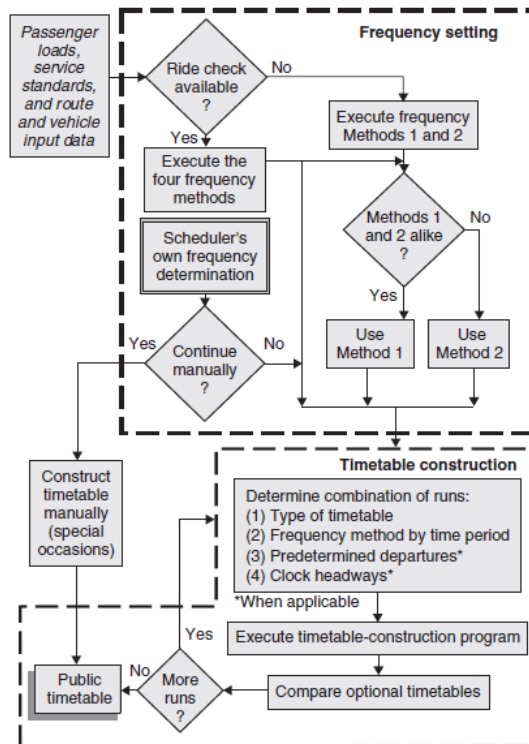 Passenger
loads,
service
standards,
and route
and vehicle
input data
Frequency setting
Ride check
available
?
No
Yes
Execute frequency
Methods 1 and 2
Execute the
four frequency
methods
Methods 1
and 2 alike
?
No
Yes
Scheduler's
own frequency
determination
Use
Method 1
Use
Method 2
Yes
Continue
manually
?
No
Construct
timetable
manually
(special
occasions)
Timetable construction
Determine combination of runs:
(1) Type of timetable
(2) Frequency method by time period
(3) Predetermined departures*
(4) Clock headways*
*When applicable
Execute timetable-construction program
Compare optional timetables
Yes
More
runs
?
No
Public
timetable